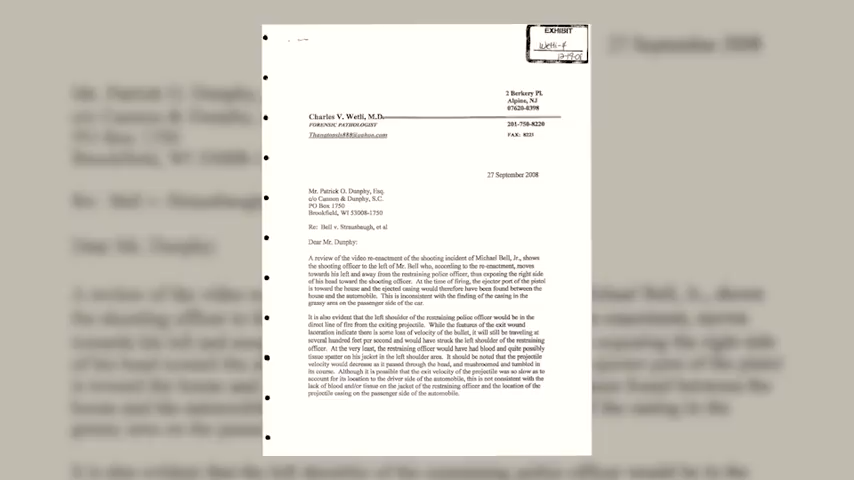 EXHIBIT
Wetli-4
27 September 2008
2 Berkery Pl.
Alpine, NJ
07620-0398
Charles V. Wetli, M.D.
FORENSIC PATHOLOGIST
201-750-8220
FAX: 8221
27 September 2008
Mr. Patrick O. Dunphy, Esq.
c/o Cannon & Dunphy, S.C.
PO Box 1750
Brookfield, WI 53008-1750
Re: Bell v. Strausbaugh, et al
Dear Mr. Dunphy:
A review of the video re-enactment of the shooting incident of Michael Bell, Jr., shows
the shooting officer to the left of Mr. Bell who, according to the re-enactment, moves
towards his left and away from the restraining police officer, thus exposing the right side
of his head toward the shooting officer. At the time of firing, the ejector port of the pistol
is toward the house and the ejected casing would therefore have been found between the
house and the automobile. This is inconsistent with the finding of the casing in the
grassy area on the passenger side of the car.
It is also evident that the left shoulder of the restraining police officer would be in the
direct line of fire from the exiting projectile. While the features of the exit wound
laceration indicate there is some loss of velocity of the bullet, it will still be traveling at
several hundred feet per second and would have struck the left shoulder of the restraining
officer. At the very least, the restraining officer would have had blood and quite possibly
tissue spatter on his jacket in the left shoulder area. It should be noted that the projectile
velocity would decrease as it passed through the head, and mushroomed and tumbled in
its course. Although it is possible that the exit velocity of the projectile was so slow as to
account for its location to the driver side of the automobile, this is not consistent with the
lack of blood and/or tissue on the jacket of the restraining officer and the location of the
projectile casing on the passenger side of the automobile.